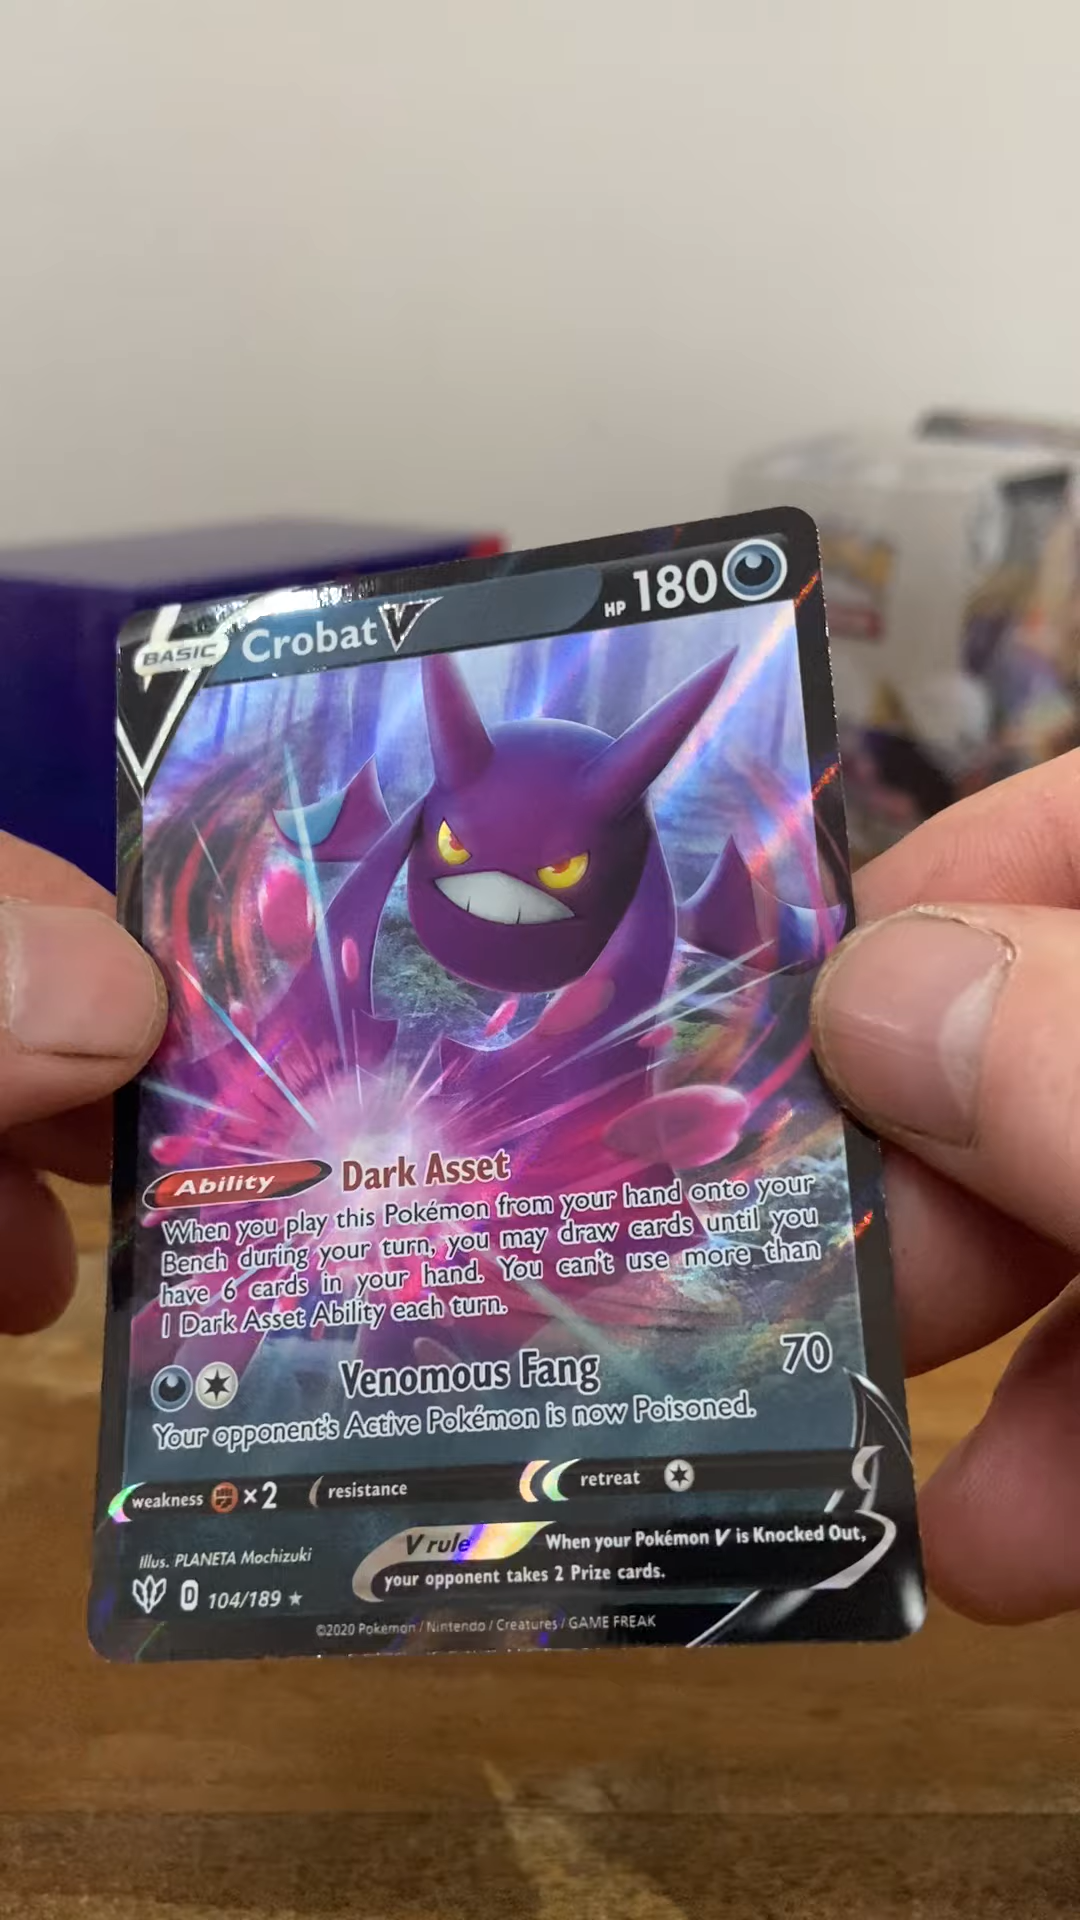 BASIC Crobat V HP 180
Ability Dark Asset
When you play this Pokémon from your hand onto your
Bench during your turn, you may draw cards until you
have 6 cards in your hand. You can't use more than
1 Dark Asset Ability each turn.
Venomous Fang 70
Your opponent's Active Pokémon is now Poisoned.
weakness ×2 resistance retreat
V rule When your Pokémon V is Knocked Out,
your opponent takes 2 Prize cards.
Illus. PLANETA Mochizuki
D 104/189 ★
©2020 Pokémon / Nintendo / Creatures / GAME FREAK